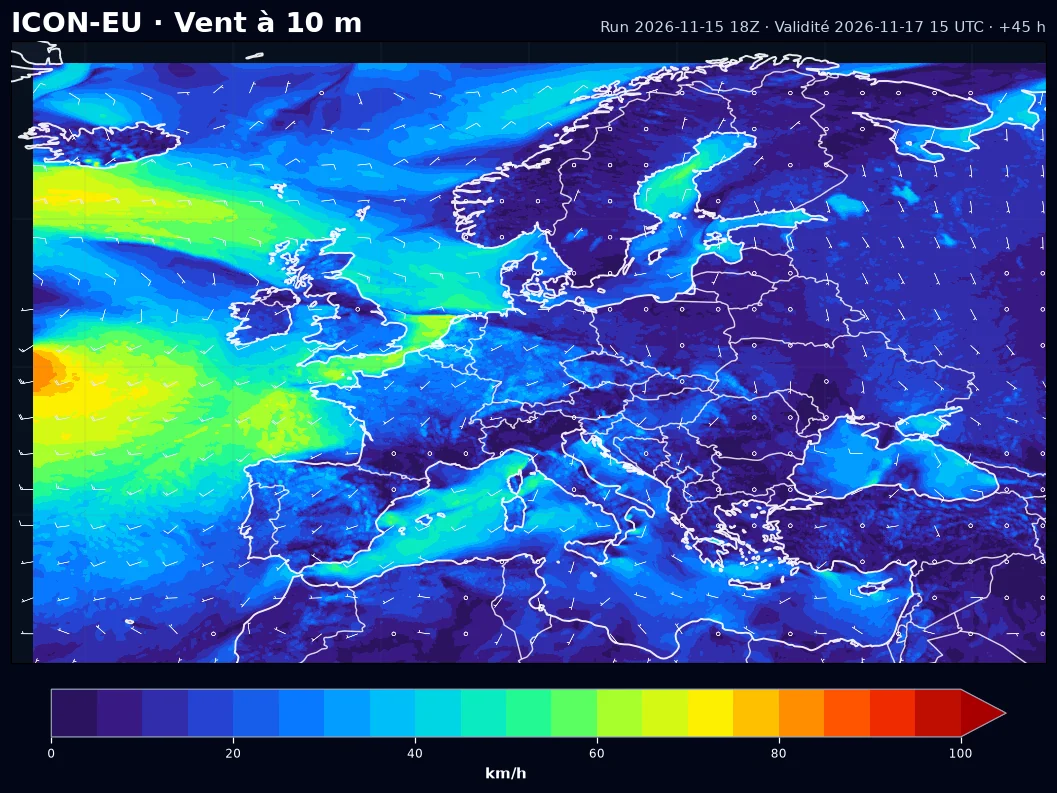 ICON-EU · Vent à 10 m
Run 2026-11-15 18Z · Validité 2026-11-17 15 UTC · +45 h
0 20 40 60 80 100
km/h